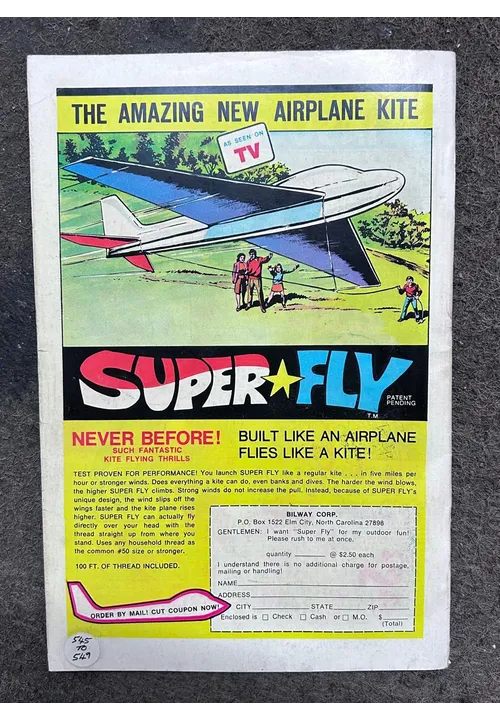 THE AMAZING NEW AIRPLANE KITE
AS SEEN ON
TV
SUPER★FLY
PATENT
PENDING
T.M.
NEVER BEFORE!
SUCH FANTASTIC
KITE FLYING THRILLS
BUILT LIKE AN AIRPLANE
FLIES LIKE A KITE!
TEST PROVEN FOR PERFORMANCE! You launch SUPER FLY like a regular kite . . . in five miles per
hour or stronger winds. Does everything a kite can do, even banks and dives. The harder the wind blows,
the higher SUPER FLY climbs. Strong winds do not increase the pull. Instead, because of SUPER FLY's
unique design, the wind slips off the
wings faster and the kite plane rises
higher. SUPER FLY can actually fly
directly over your head with the
thread straight up from where you
stand. Uses any household thread as
the common #50 size or stronger.
100 FT. OF THREAD INCLUDED.
ORDER BY MAIL! CUT COUPON NOW!
BILWAY CORP.
P.O. Box 1522 Elm City, North Carolina 27898
GENTLEMEN: I want "Super Fly" for my outdoor fun!
Please rush to me at once.
quantity ______ @ $2.50 each
I understand there is no additional charge for postage,
mailing or handling!
NAME
ADDRESS
CITY STATE ZIP
Enclosed is □ Check □ Cash or □ M.O. $
(Total)
545
TO
549